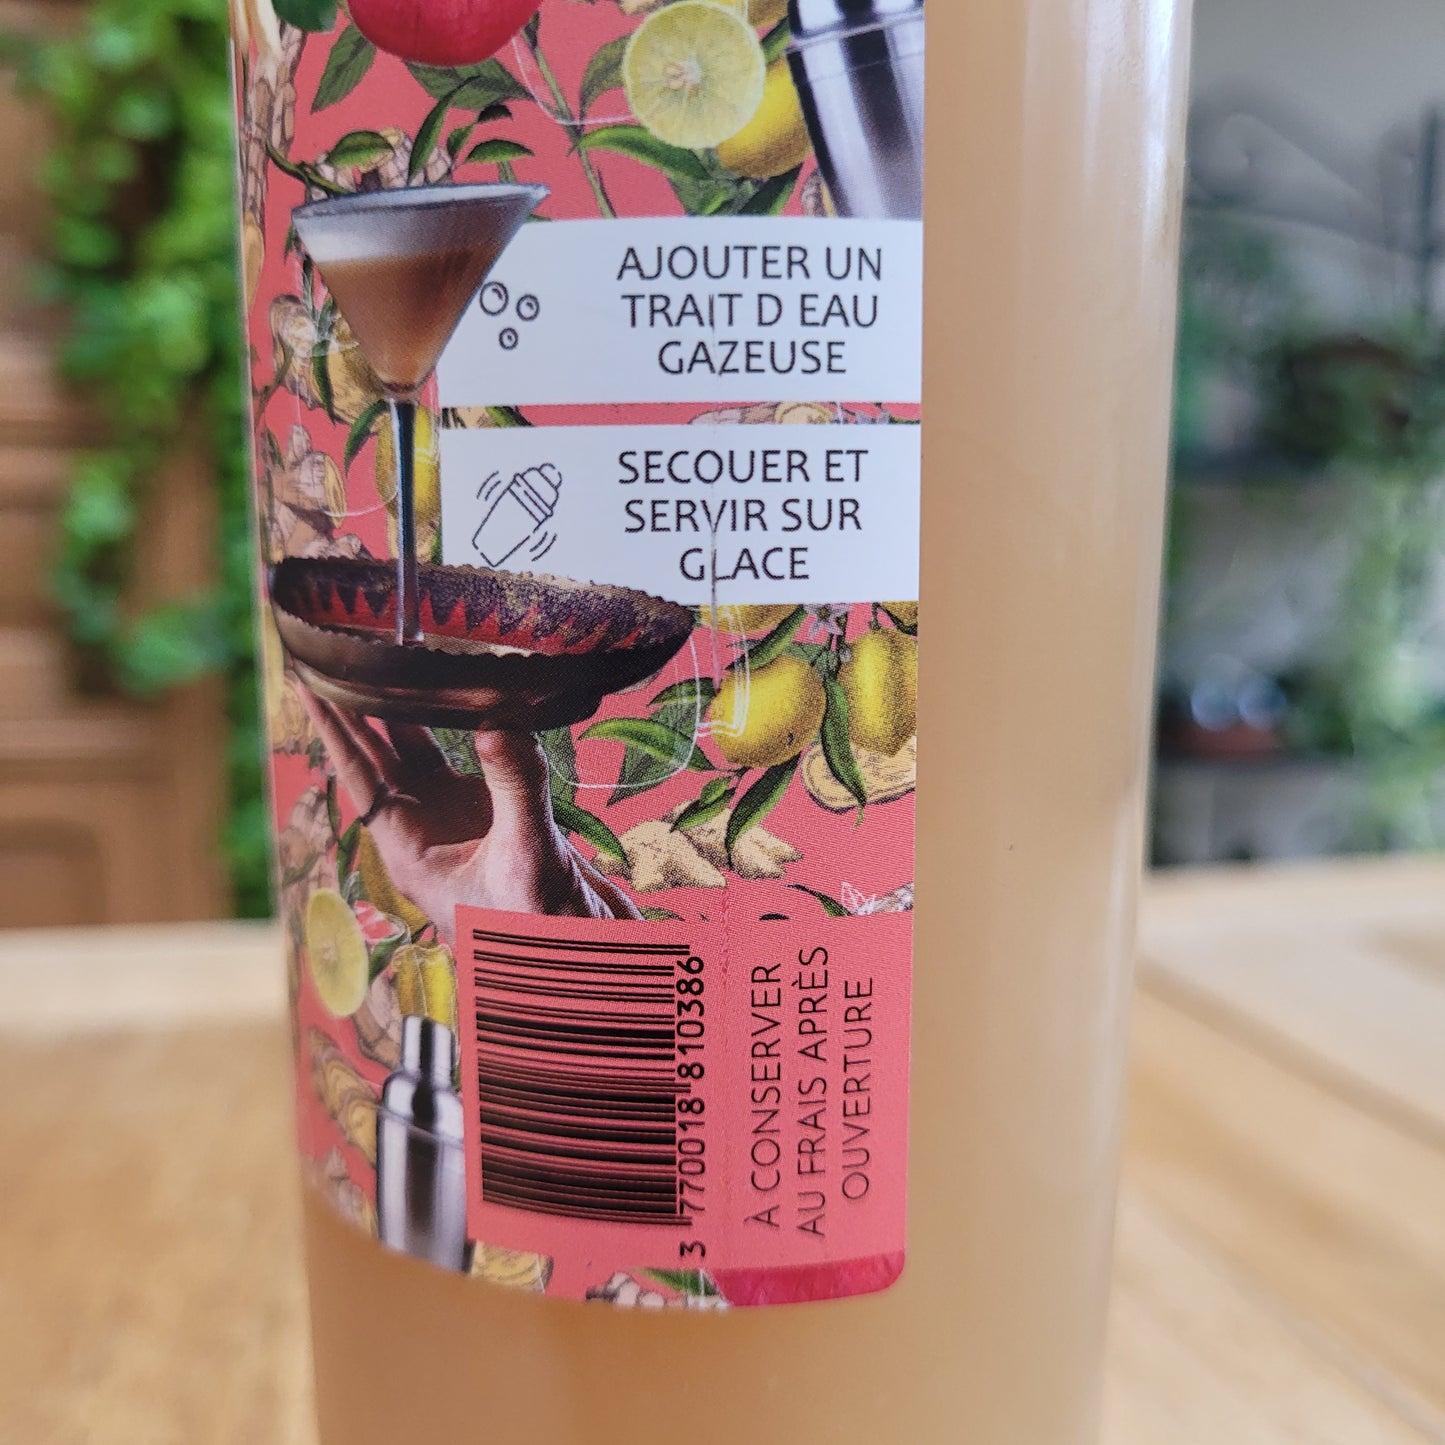 AJOUTER UN
TRAIT D EAU
GAZEUSE
SECOUER ET
SERVIR SUR
GLACE
3 770018 810386
À CONSERVER
AU FRAIS APRÈS
OUVERTURE